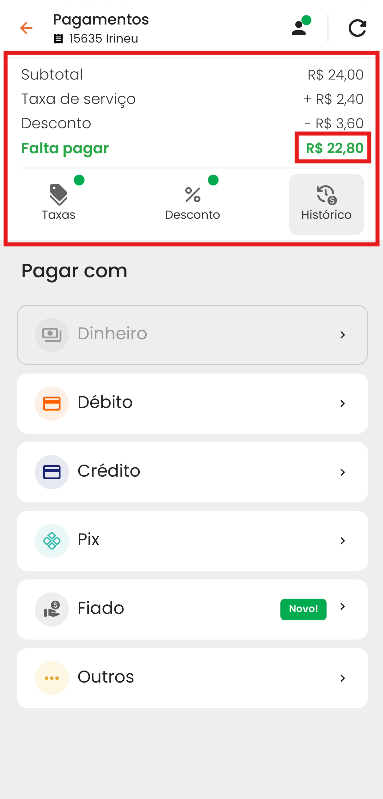 Pagamentos
15635 Irineu
Subtotal R$ 24,00
Taxa de serviço + R$ 2,40
Desconto - R$ 3,60
Falta pagar R$ 22,80
Taxas Desconto Histórico
Pagar com
Dinheiro
Débito
Crédito
Pix
Fiado Novo!
Outros